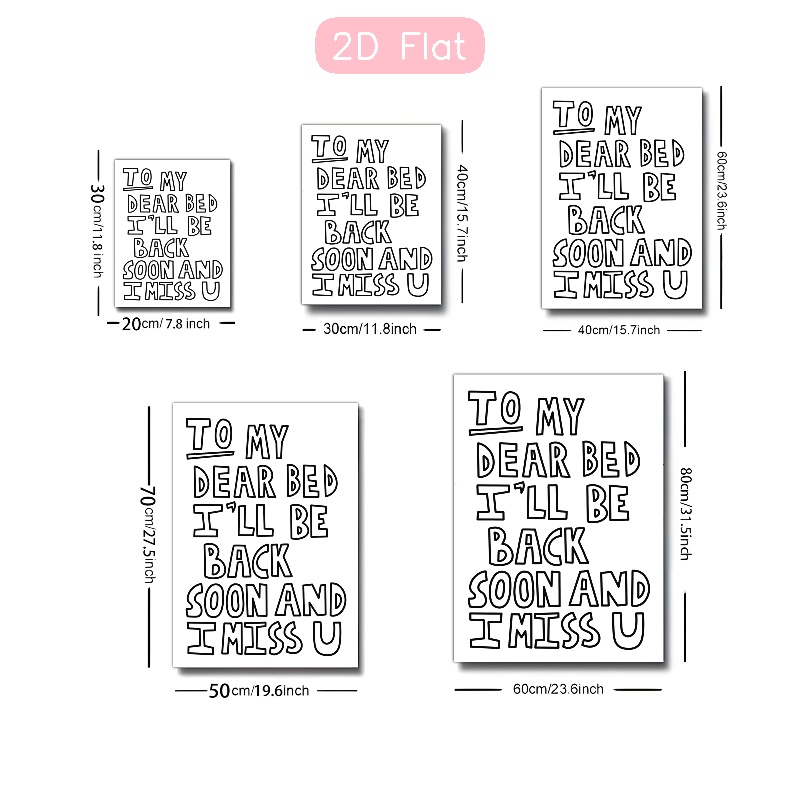 2D Flat
TO MY
DEAR BED
I'LL BE
BACK
SOON AND
I MISS U
30cm/11.8 inch
20cm/7.8 inch
TO MY
DEAR BED
I'LL BE
BACK
SOON AND
I MISS U
40cm/15.7inch
30cm/11.8inch
TO MY
DEAR BED
I'LL BE
BACK
SOON AND
I MISS U
60cm/23.6inch
40cm/15.7inch
TO MY
DEAR BED
I'LL BE
BACK
SOON AND
I MISS U
70cm/27.5inch
50cm/19.6inch
TO MY
DEAR BED
I'LL BE
BACK
SOON AND
I MISS U
80cm/31.5inch
60cm/23.6inch